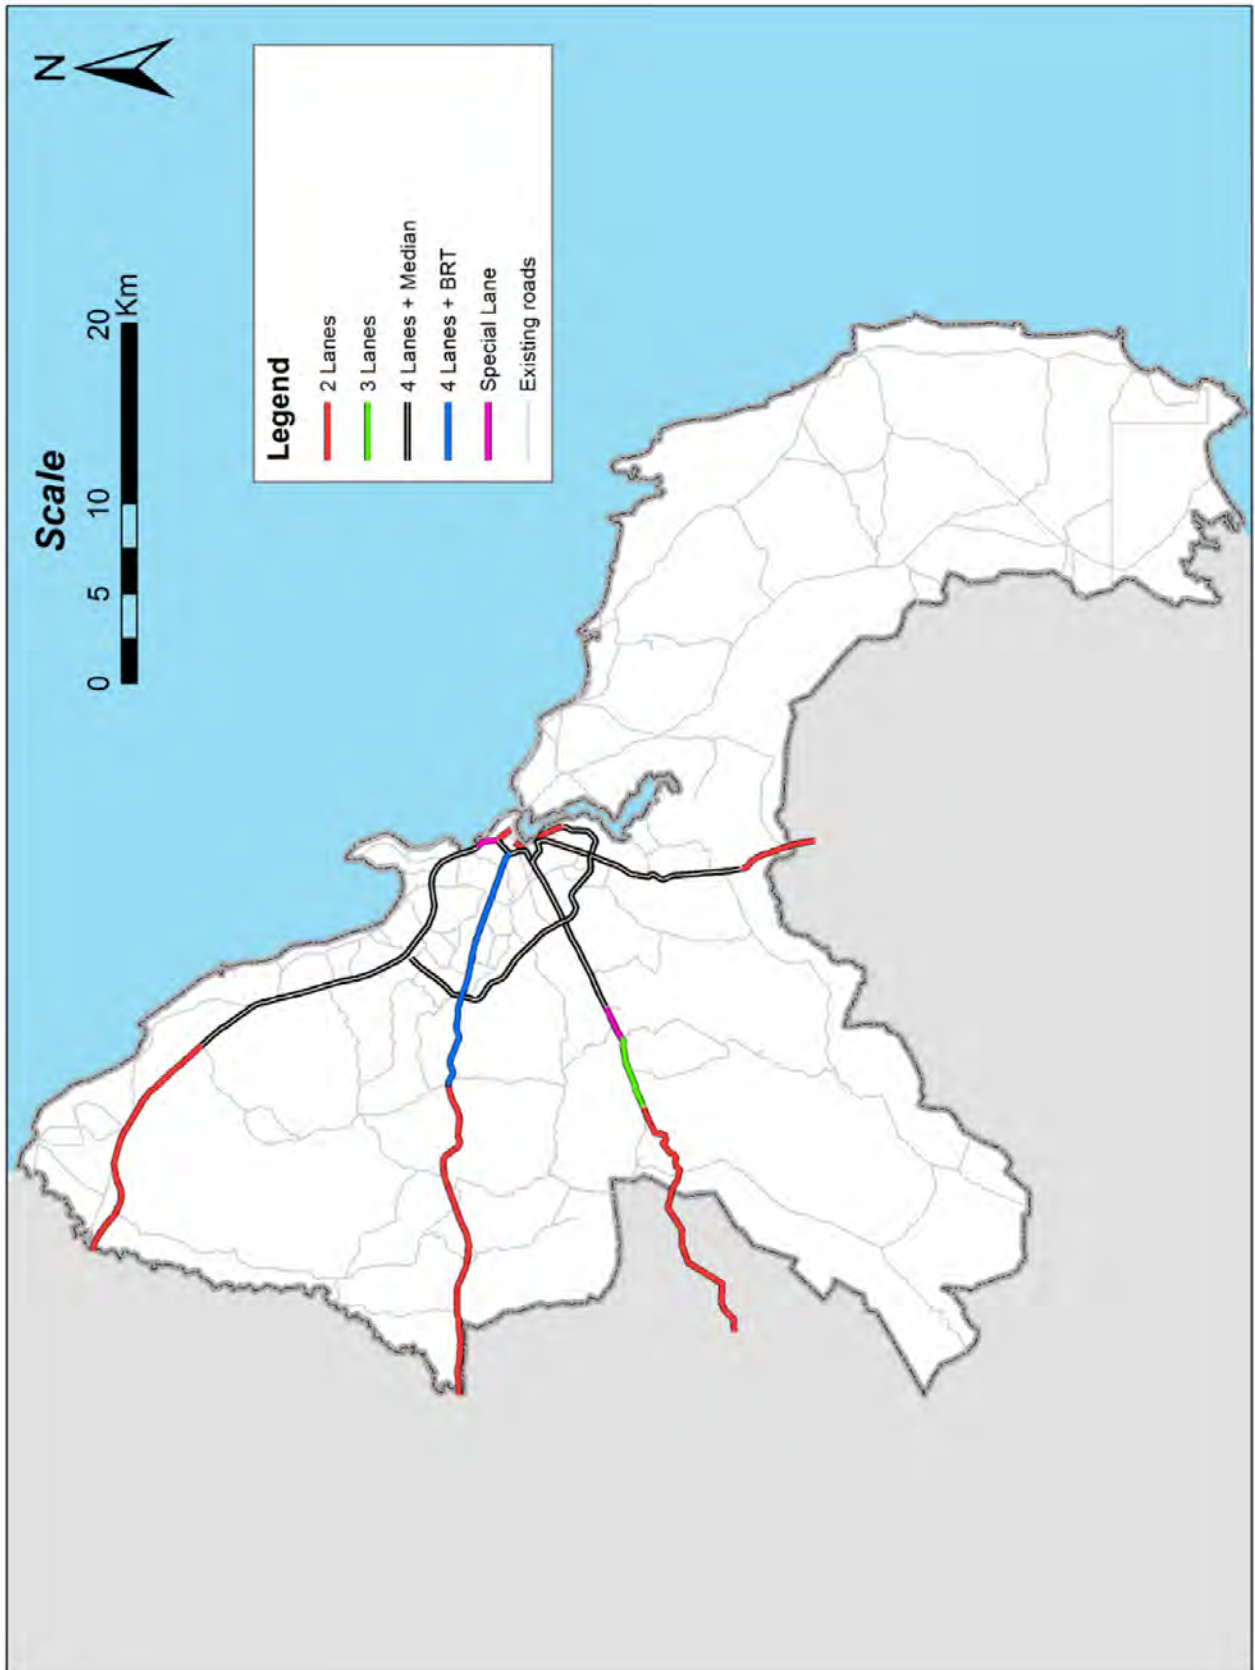 N
Scale
0 5 10 20
Km
Legend
2 Lanes
3 Lanes
4 Lanes + Median
4 Lanes + BRT
Special Lane
Existing roads